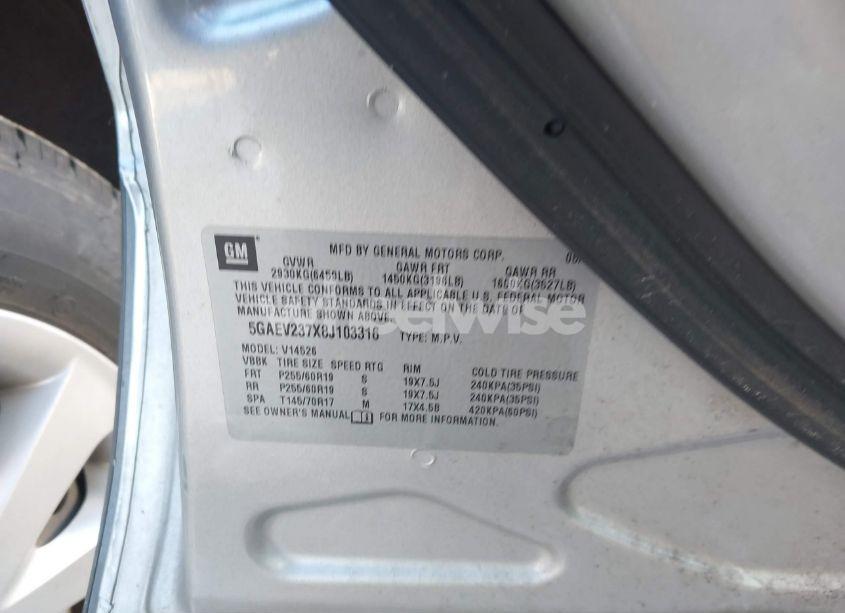 GM
MFD BY GENERAL MOTORS CORP.
GVWR GAWR FRT GAWR RR
2930KG(6459LB) 1450KG(3196LB) 1600KG(3527LB)
THIS VEHICLE CONFORMS TO ALL APPLICABLE U.S. FEDERAL MOTOR
VEHICLE SAFETY STANDARDS IN EFFECT ON THE DATE OF
MANUFACTURE SHOWN ABOVE.
5GAEV237X8J103316 TYPE: M.P.V.
MODEL: V14526
VBBK TIRE SIZE SPEED RTG RIM COLD TIRE PRESSURE
FRT P255/60R19 S 19X7.5J 240KPA(35PSI)
RR P255/60R19 S 19X7.5J 240KPA(35PSI)
SPA T145/70R17 M 17X4.5B 420KPA(60PSI)
SEE OWNER'S MANUAL FOR MORE INFORMATION.